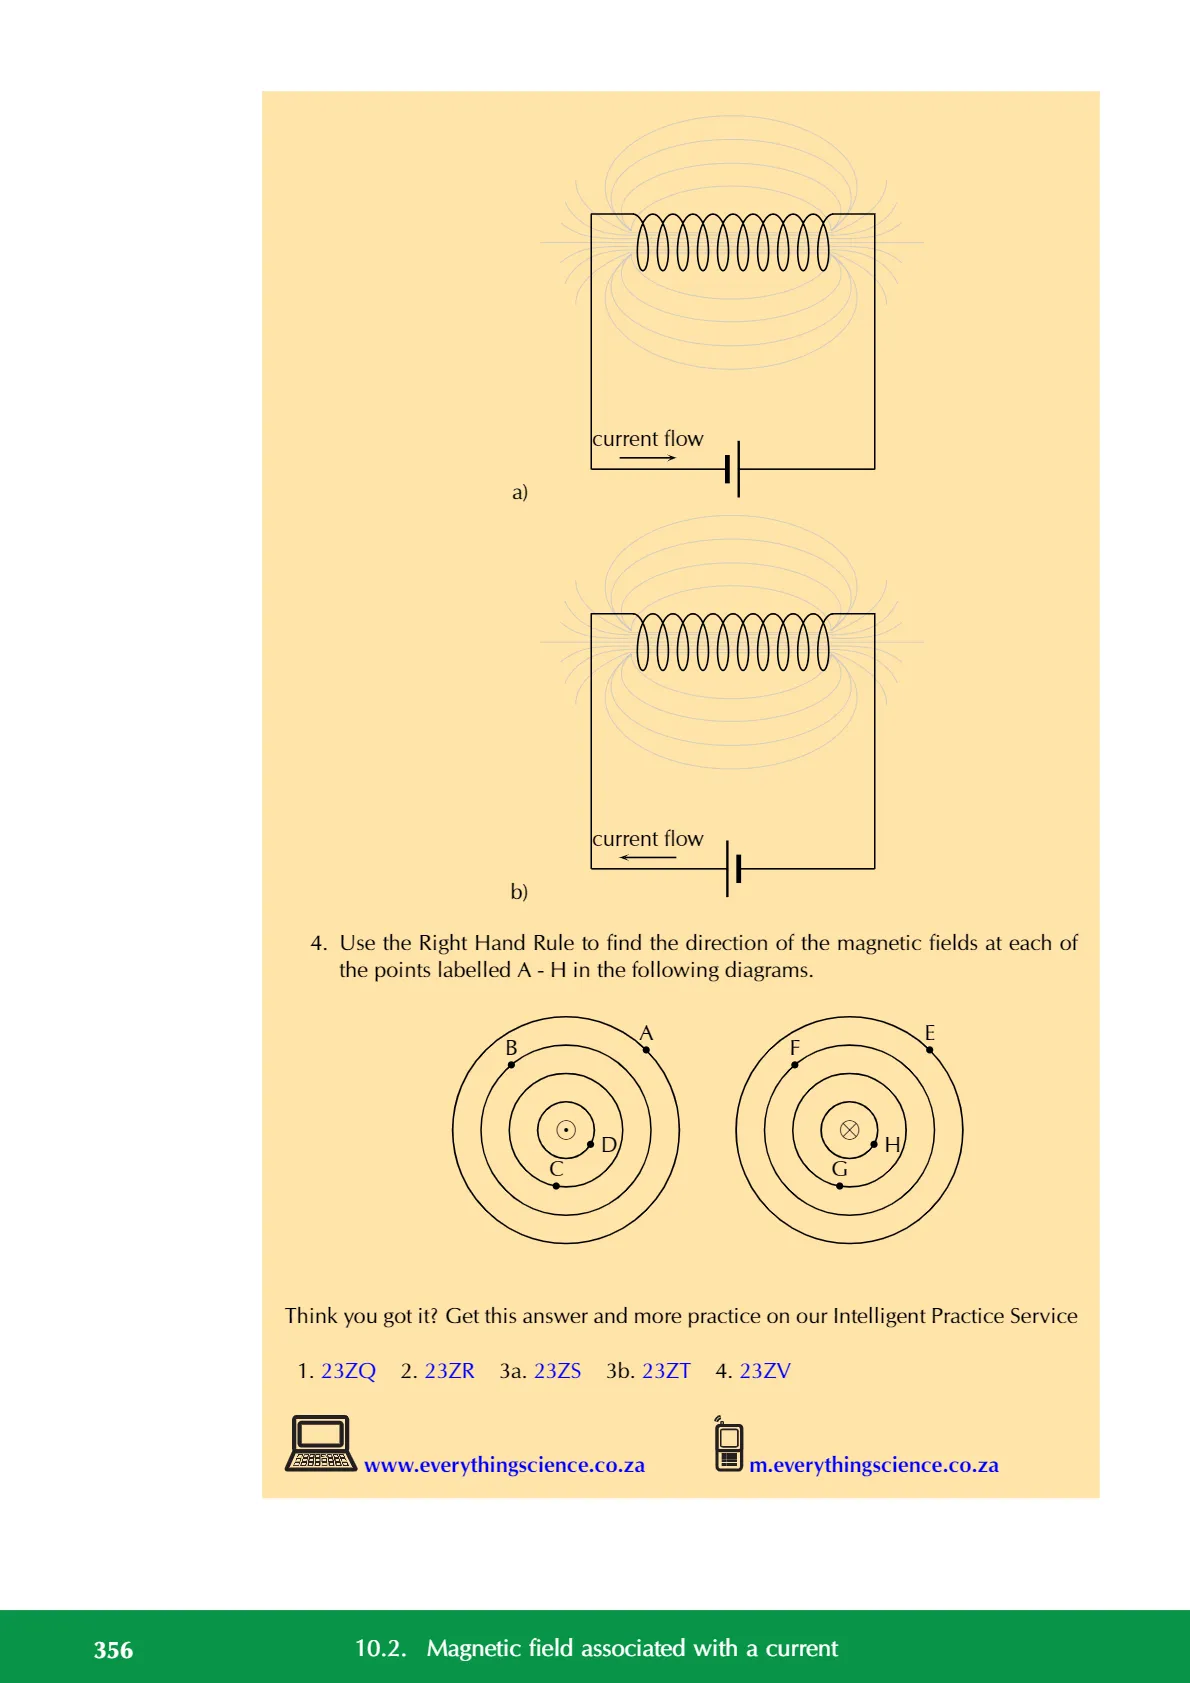 current flow
a)
current flow
b)
4. Use the Right Hand Rule to find the direction of the magnetic fields at each of
the points labelled A - H in the following diagrams.
A
B
C
D
E
F
G
H
Think you got it? Get this answer and more practice on our Intelligent Practice Service
1. 23ZQ 2. 23ZR 3a. 23ZS 3b. 23ZT 4. 23ZV
www.everythingscience.co.za m.everythingscience.co.za
356 10.2. Magnetic field associated with a current